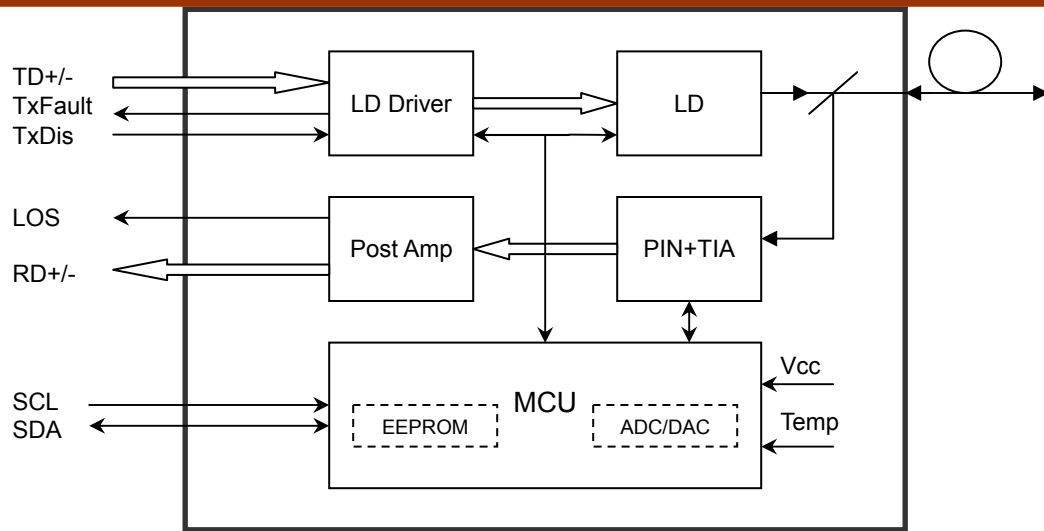 TD+/-
TxFault
TxDis
LD Driver
LD
LOS
RD+/-
Post Amp
PIN+TIA
SCL
SDA
MCU
EEPROM
ADC/DAC
Vcc
Temp